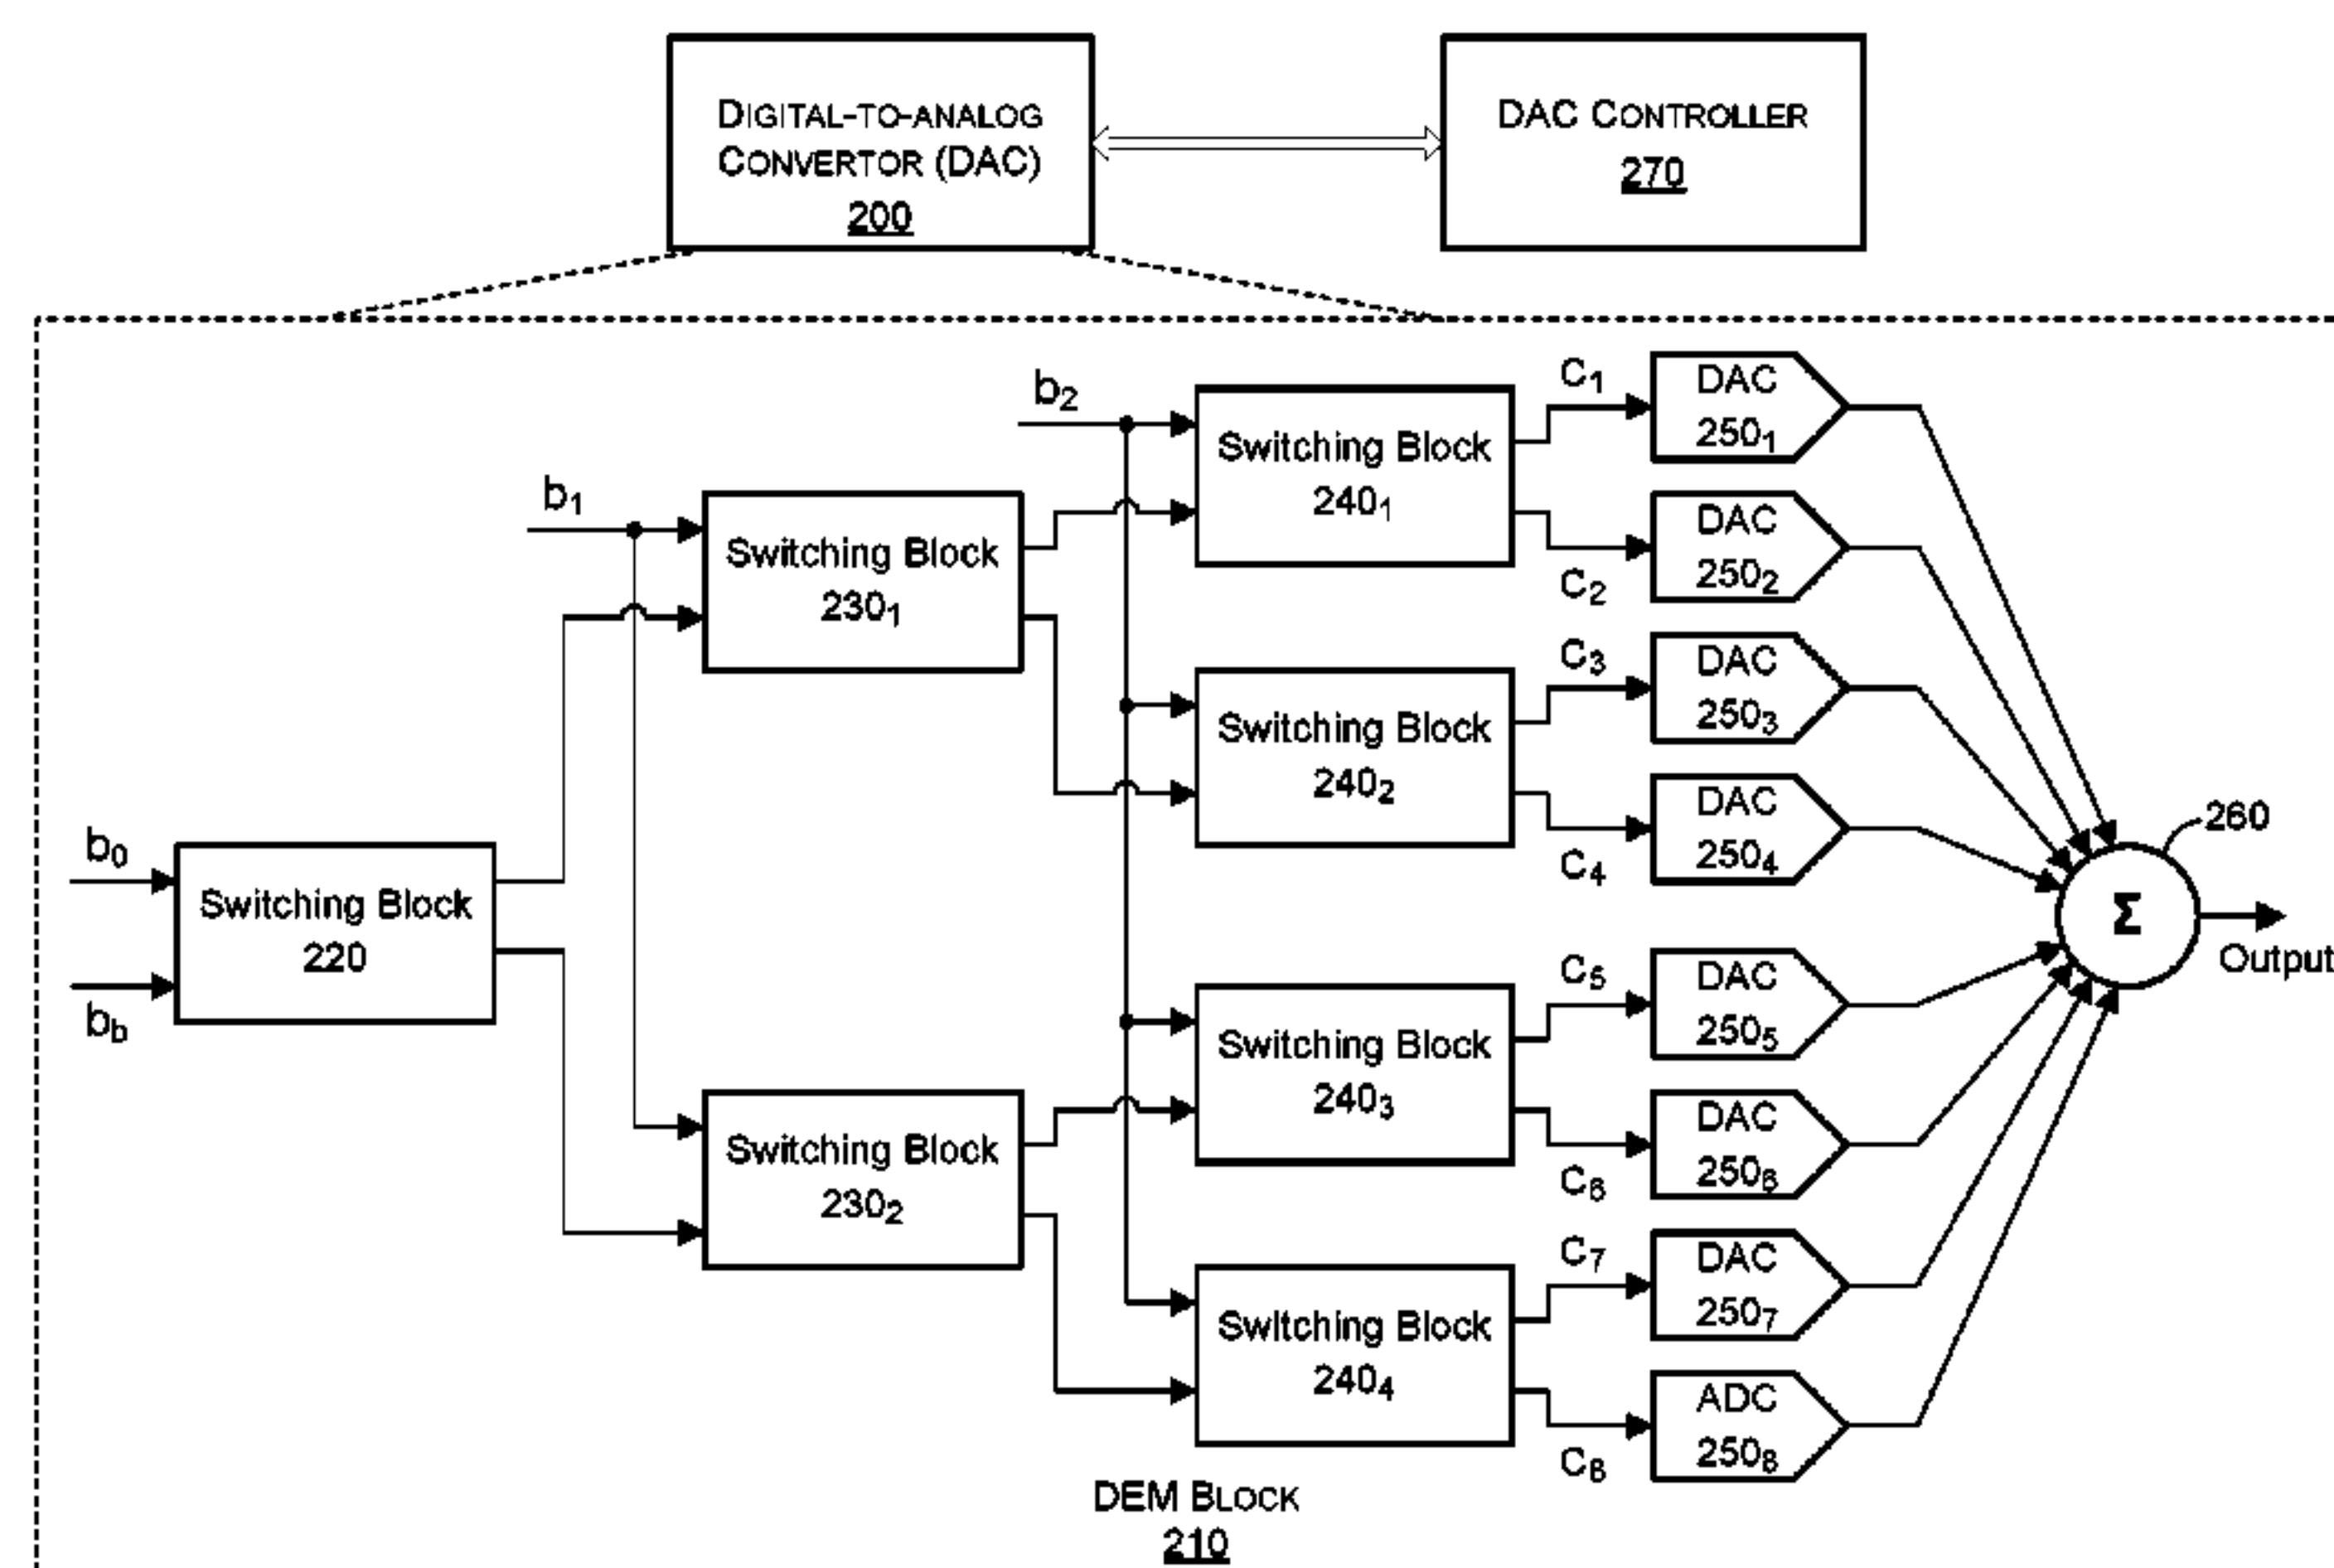 DIGITAL-TO-ANALOG
CONVERTOR (DAC)
200
DAC CONTROLLER
270
b2
b1
b0
bb
Switching Block
220
Switching Block
2301
Switching Block
2302
Switching Block
2401
Switching Block
2402
Switching Block
2403
Switching Block
2404
C1
DAC
2501
C2
DAC
2502
C3
DAC
2503
C4
DAC
2504
C5
DAC
2505
C6
DAC
2506
C7
DAC
2507
C8
ADC
2508
260
Σ
Output
DEM BLOCK
210